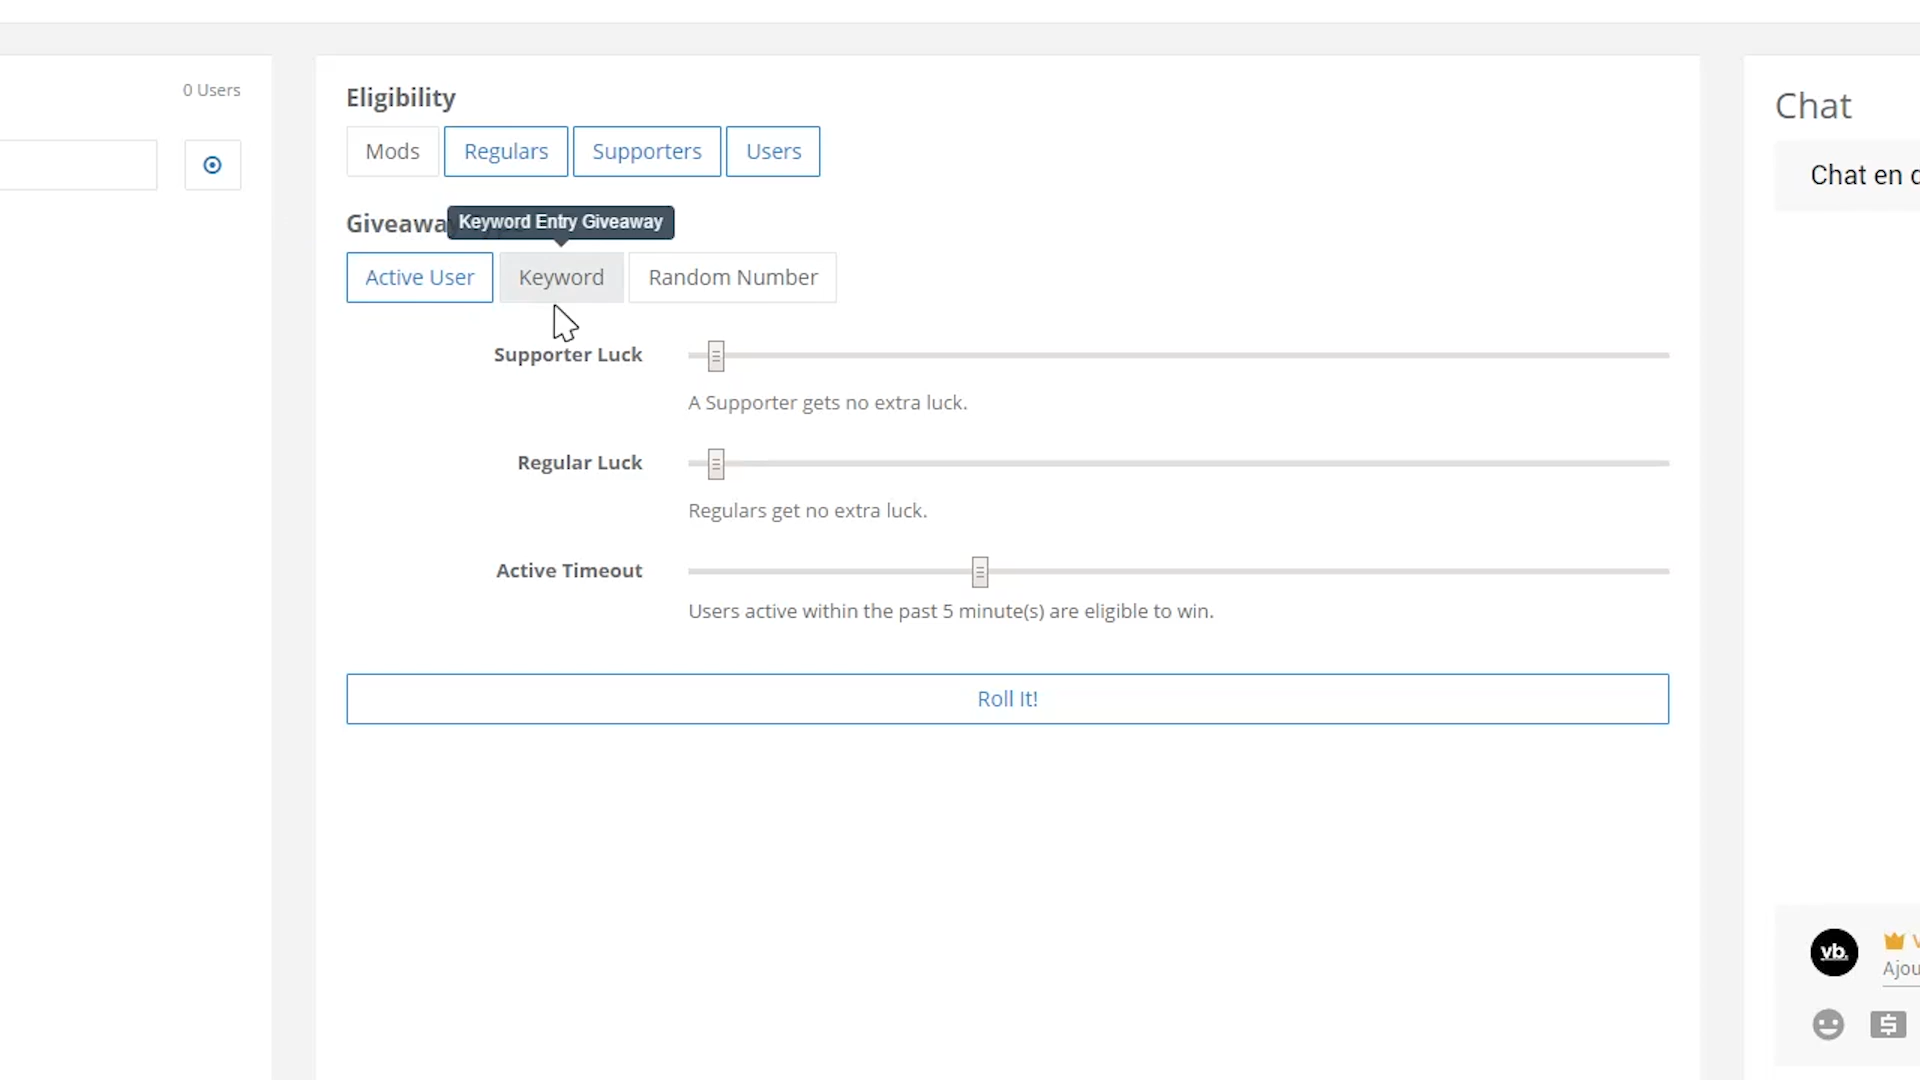 0 Users
Eligibility
Mods Regulars Supporters Users
Keyword Entry Giveaway
Active User Keyword Random Number
Supporter Luck
A Supporter gets no extra luck.
Regular Luck
Regulars get no extra luck.
Active Timeout
Users active within the past 5 minute(s) are eligible to win.
Roll It!
Chat
Chat en
vb.